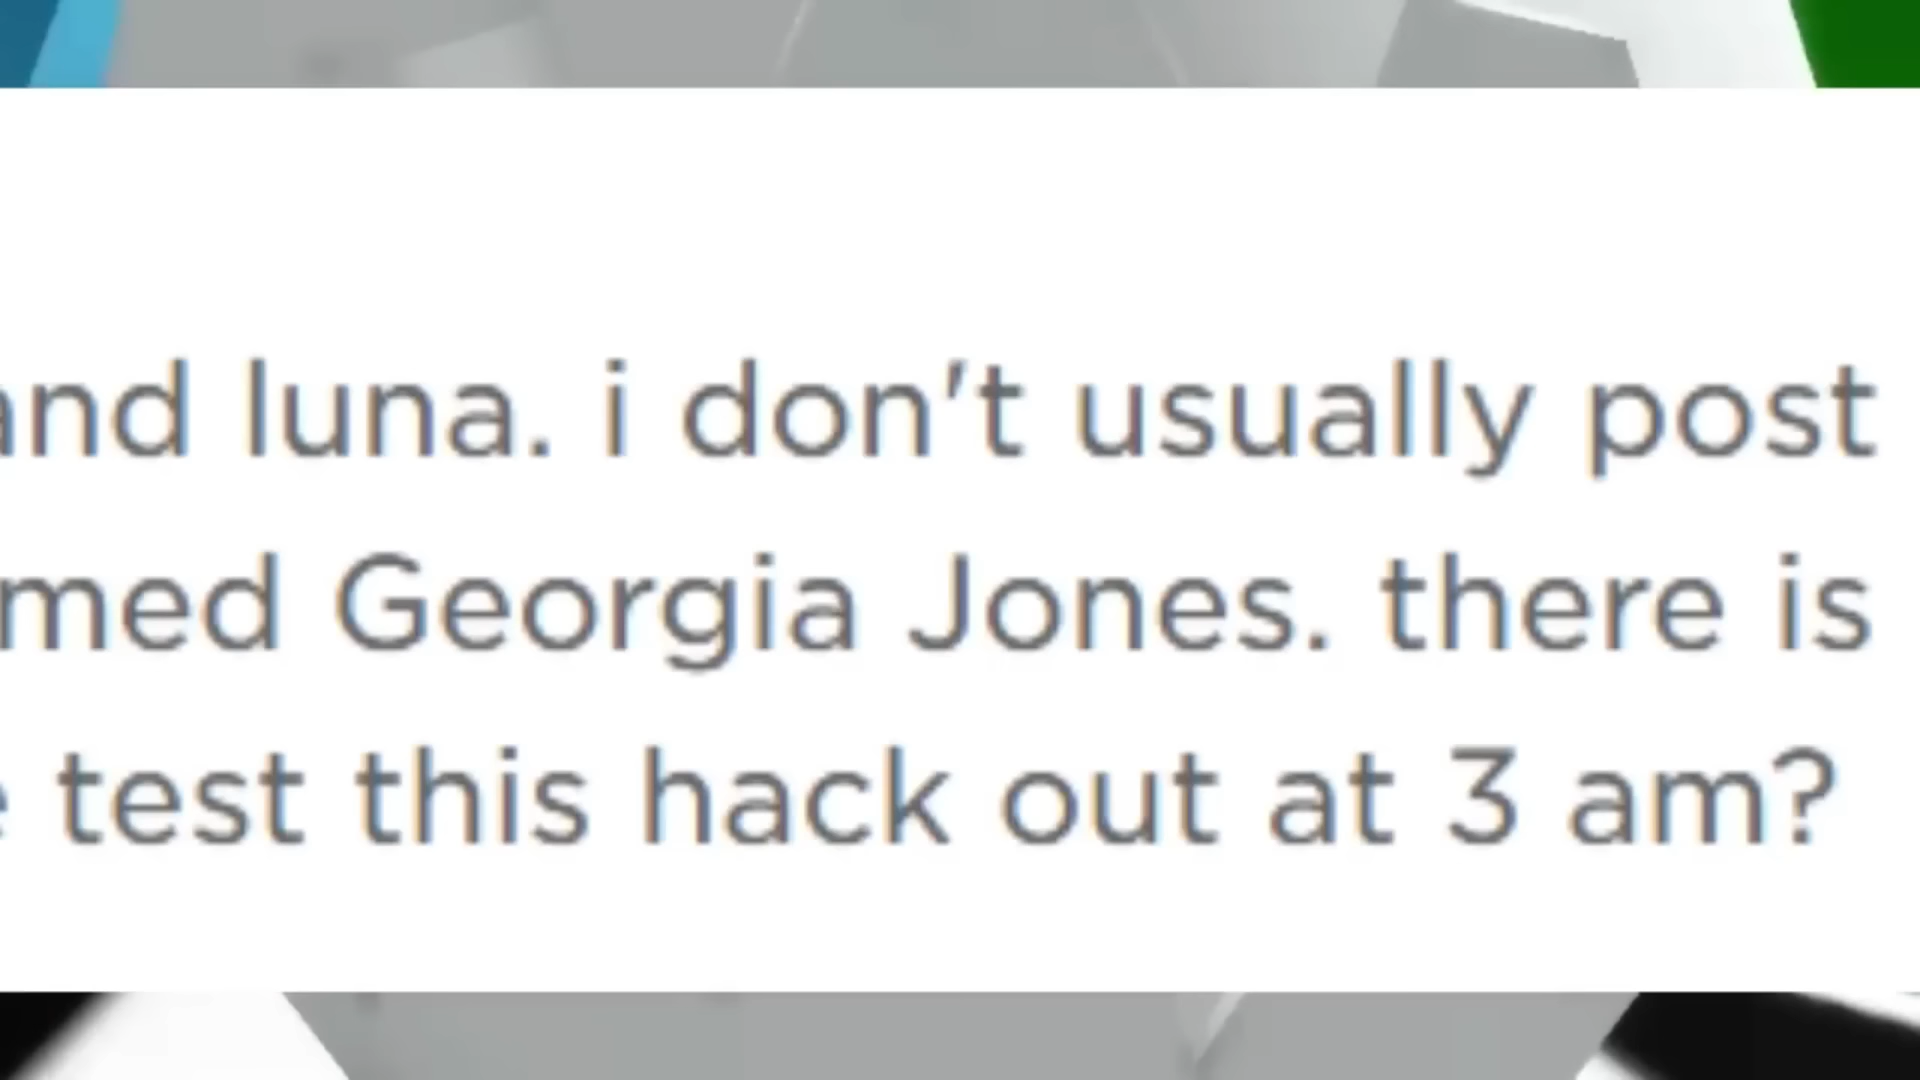 and luna. i don't usually post
med Georgia Jones. there is
test this hack out at 3 am?